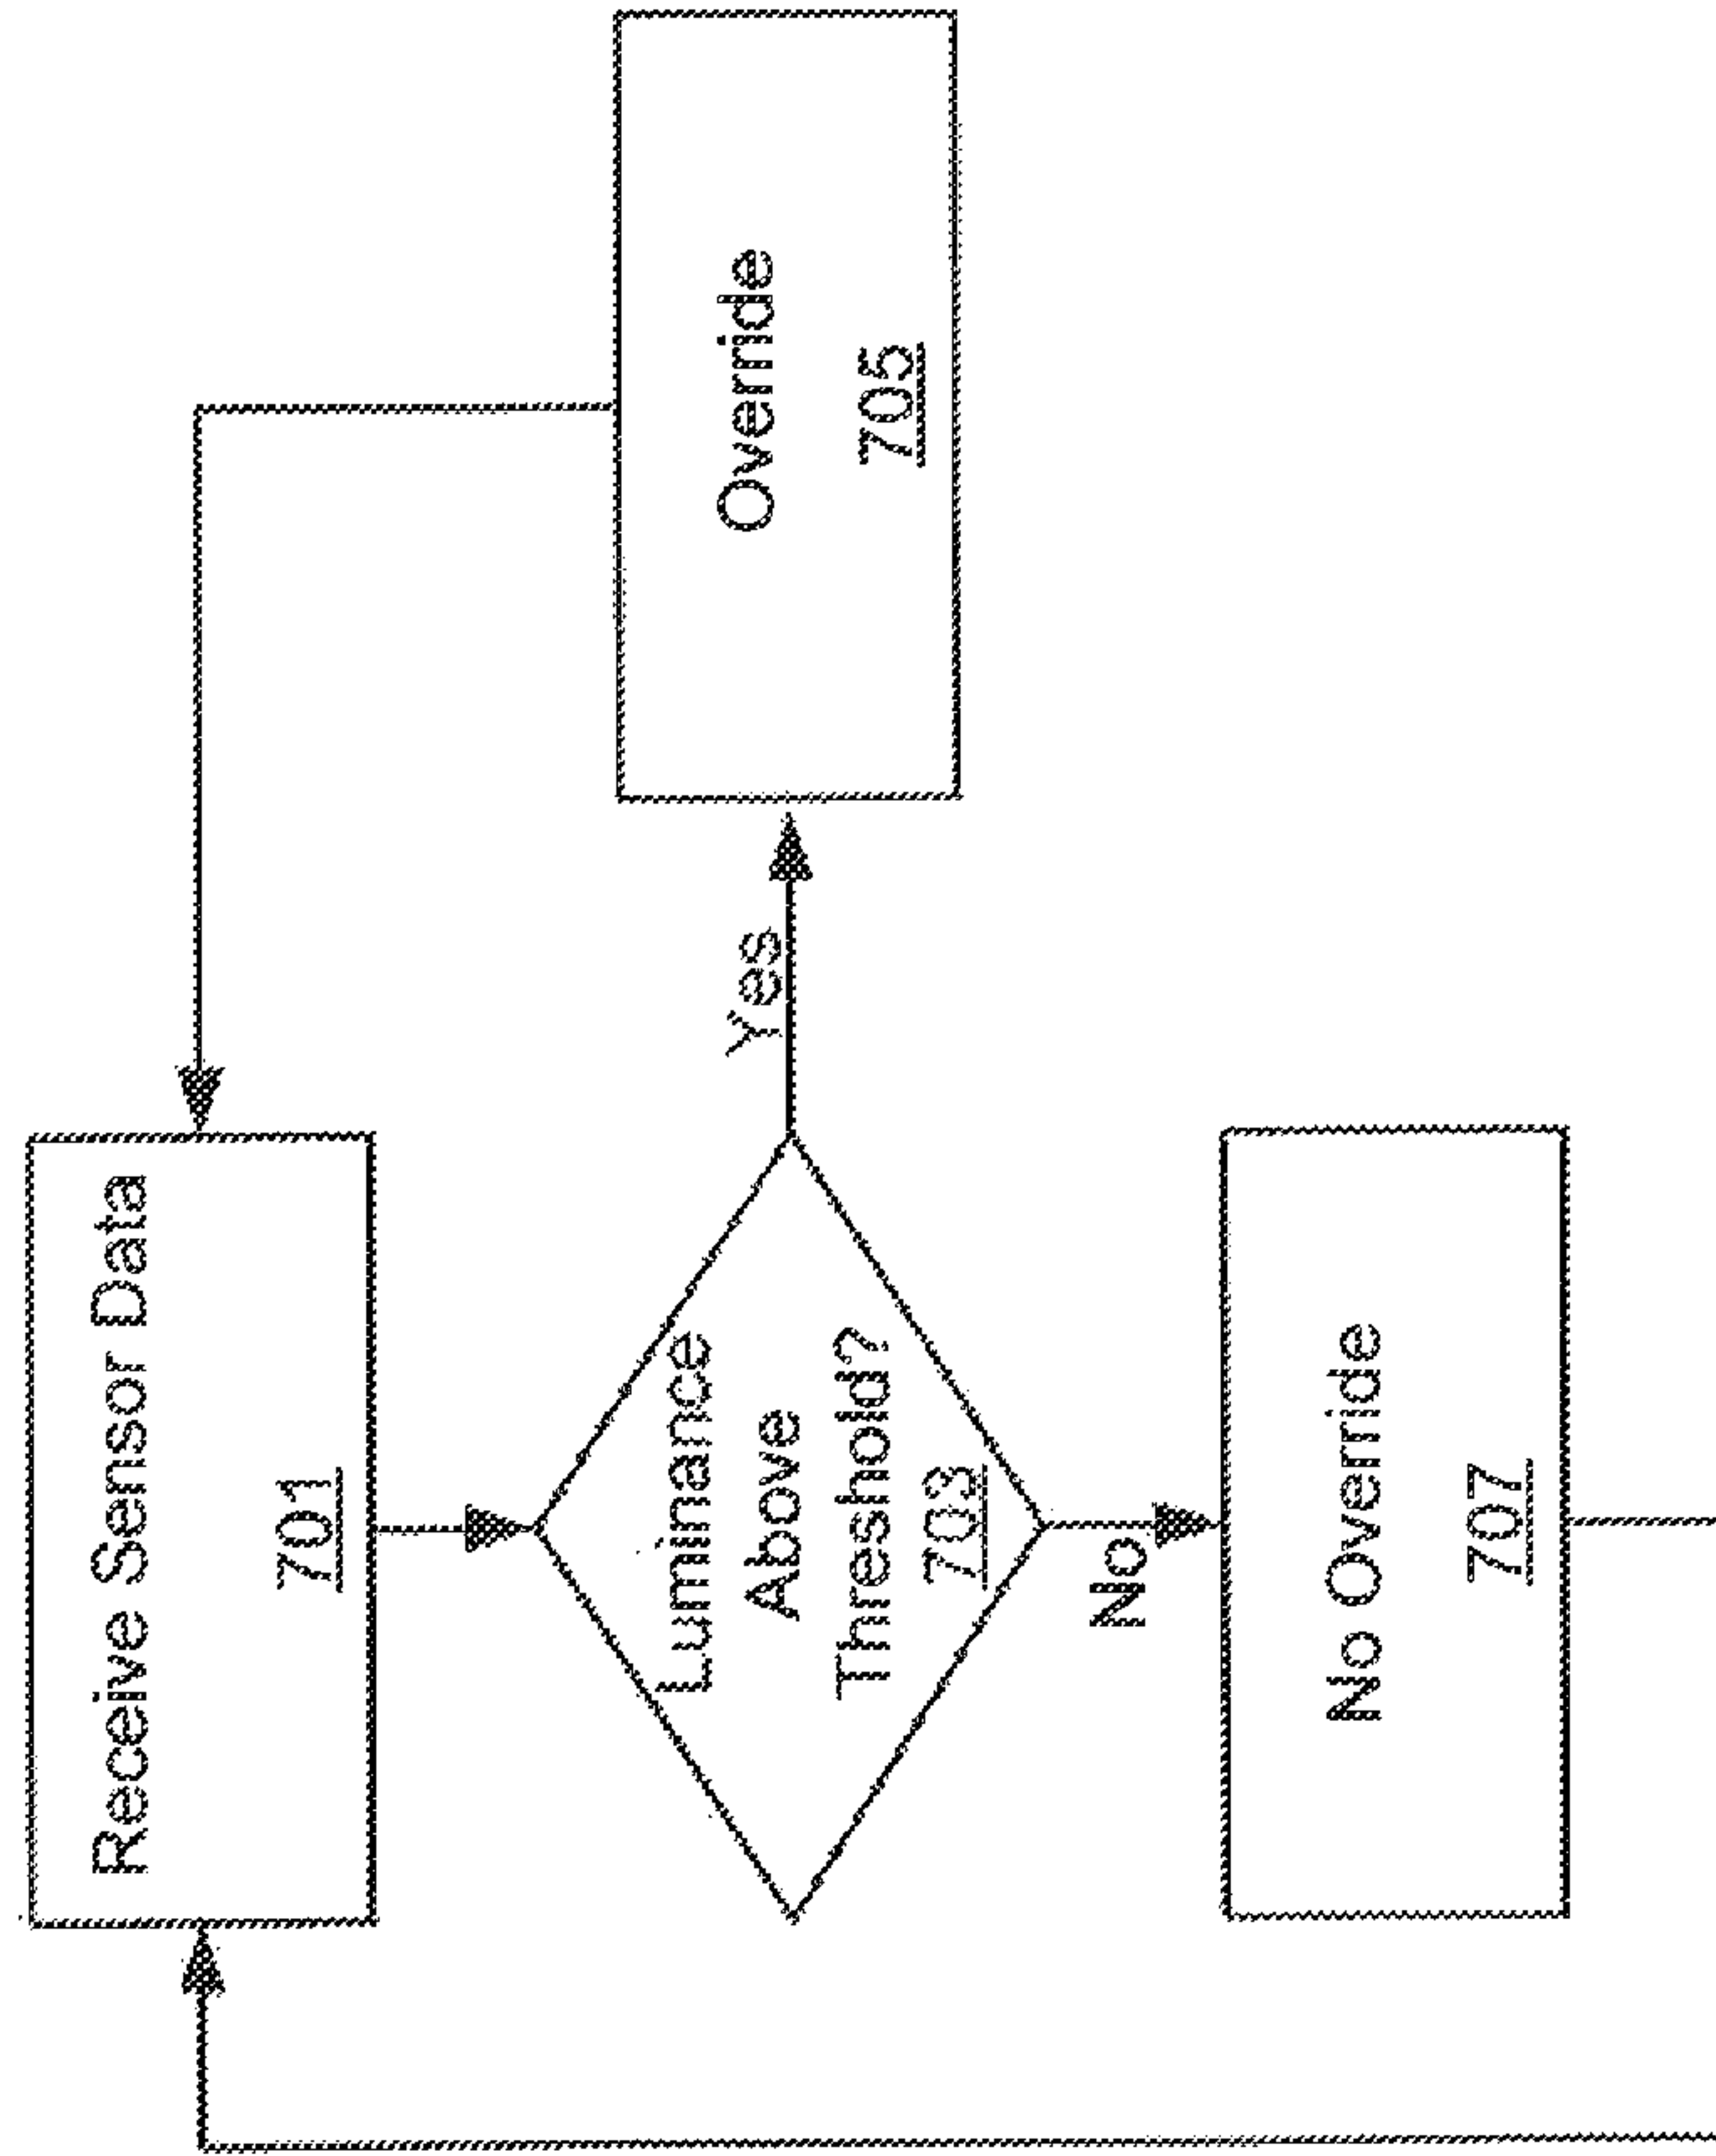 Receive Sensor Data
701
Luminance
Above
Threshold?
703
Yes
Override
705
No
No Override
707